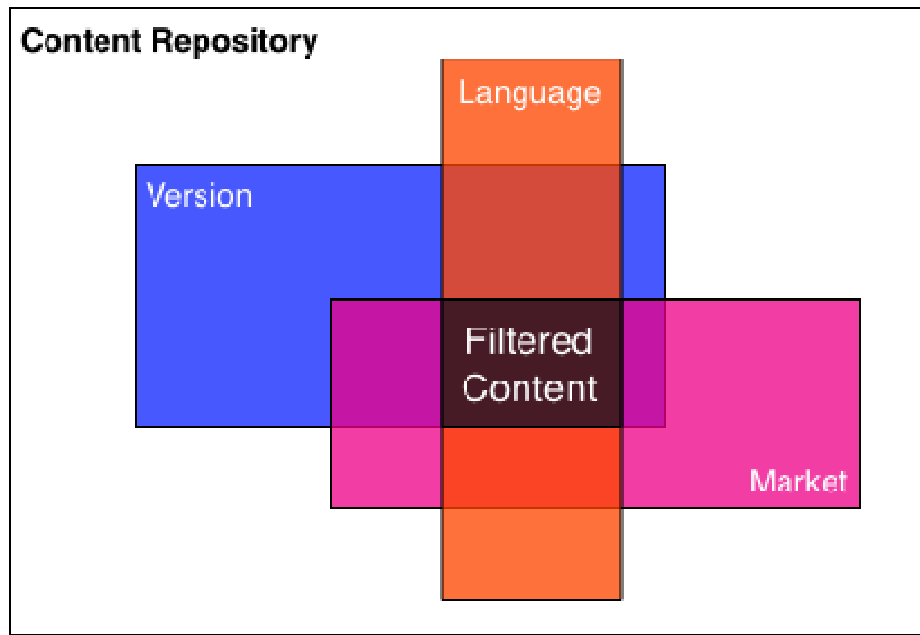 Content Repository
Language
Version
Filtered
Content
Market